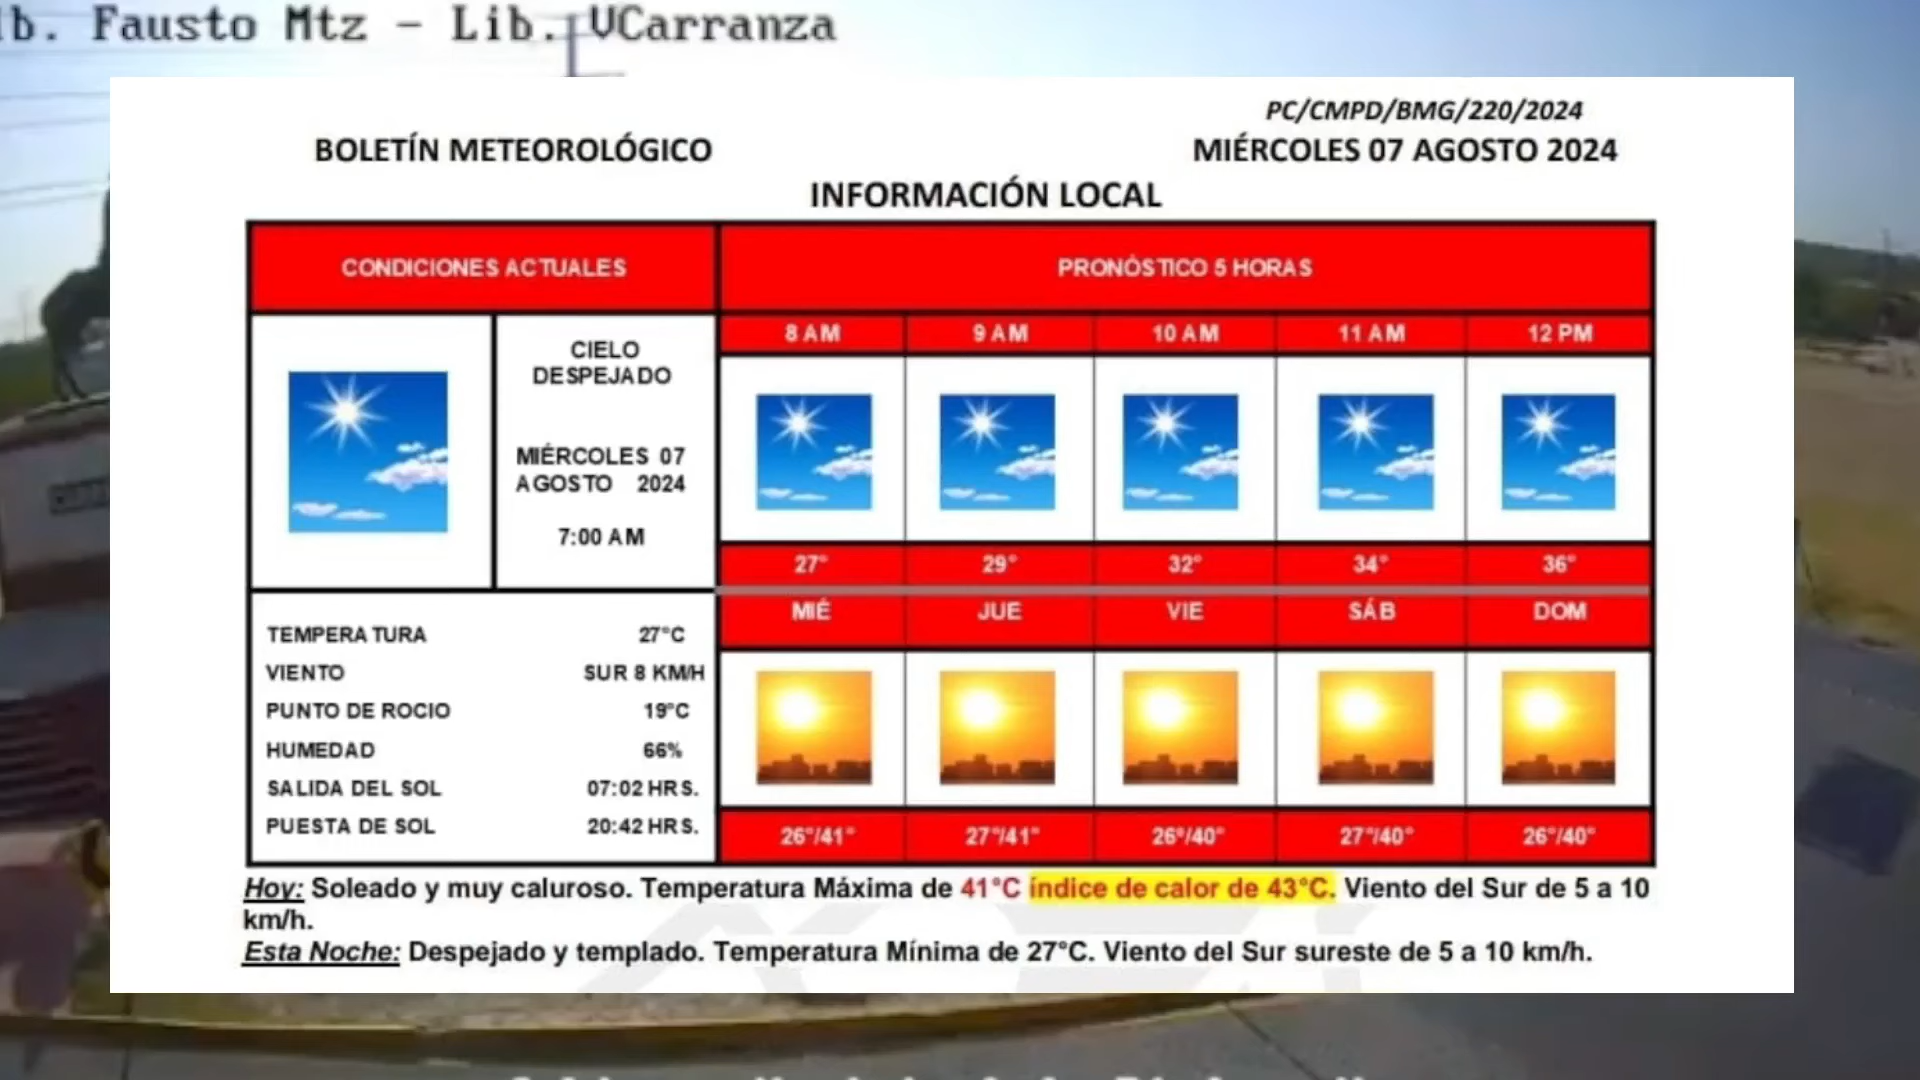 b. Fausto Mtz - Lib. VCarranza
PC/CMPD/BMG/220/2024
BOLETÍN METEOROLÓGICO
MIÉRCOLES 07 AGOSTO 2024
INFORMACIÓN LOCAL
CONDICIONES ACTUALES
PRONÓSTICO 5 HORAS
8 AM 9 AM 10 AM 11 AM 12 PM
CIELO
DESPEJADO
MIÉRCOLES 07
AGOSTO 2024
7:00 AM
27° 29° 32° 34° 36°
MIÉ JUE VIE SÁB DOM
TEMPERATURA 27°C
VIENTO SUR 8 KM/H
PUNTO DE ROCIO 19°C
HUMEDAD 66%
SALIDA DEL SOL 07:02 HRS.
PUESTA DE SOL 20:42 HRS.
26°/41° 27°/41° 26°/40° 27°/40° 26°/40°
Hoy: Soleado y muy caluroso. Temperatura Máxima de 41°C índice de calor de 43°C. Viento del Sur de 5 a 10
km/h.
Esta Noche: Despejado y templado. Temperatura Mínima de 27°C. Viento del Sur sureste de 5 a 10 km/h.